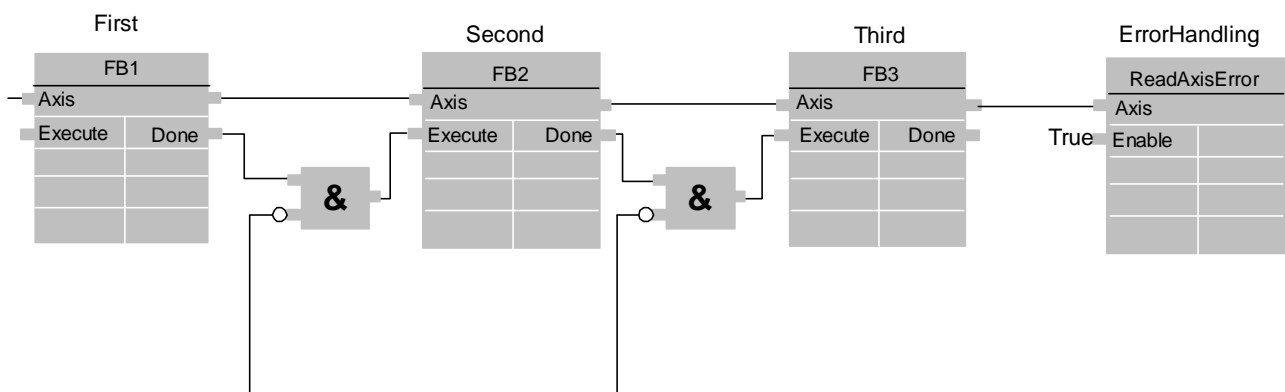 First
Second
Third
ErrorHandling
FB1
FB2
FB3
ReadAxisError
Axis
Axis
Axis
Axis
Execute Done
Execute Done
Execute Done
True Enable
&
&